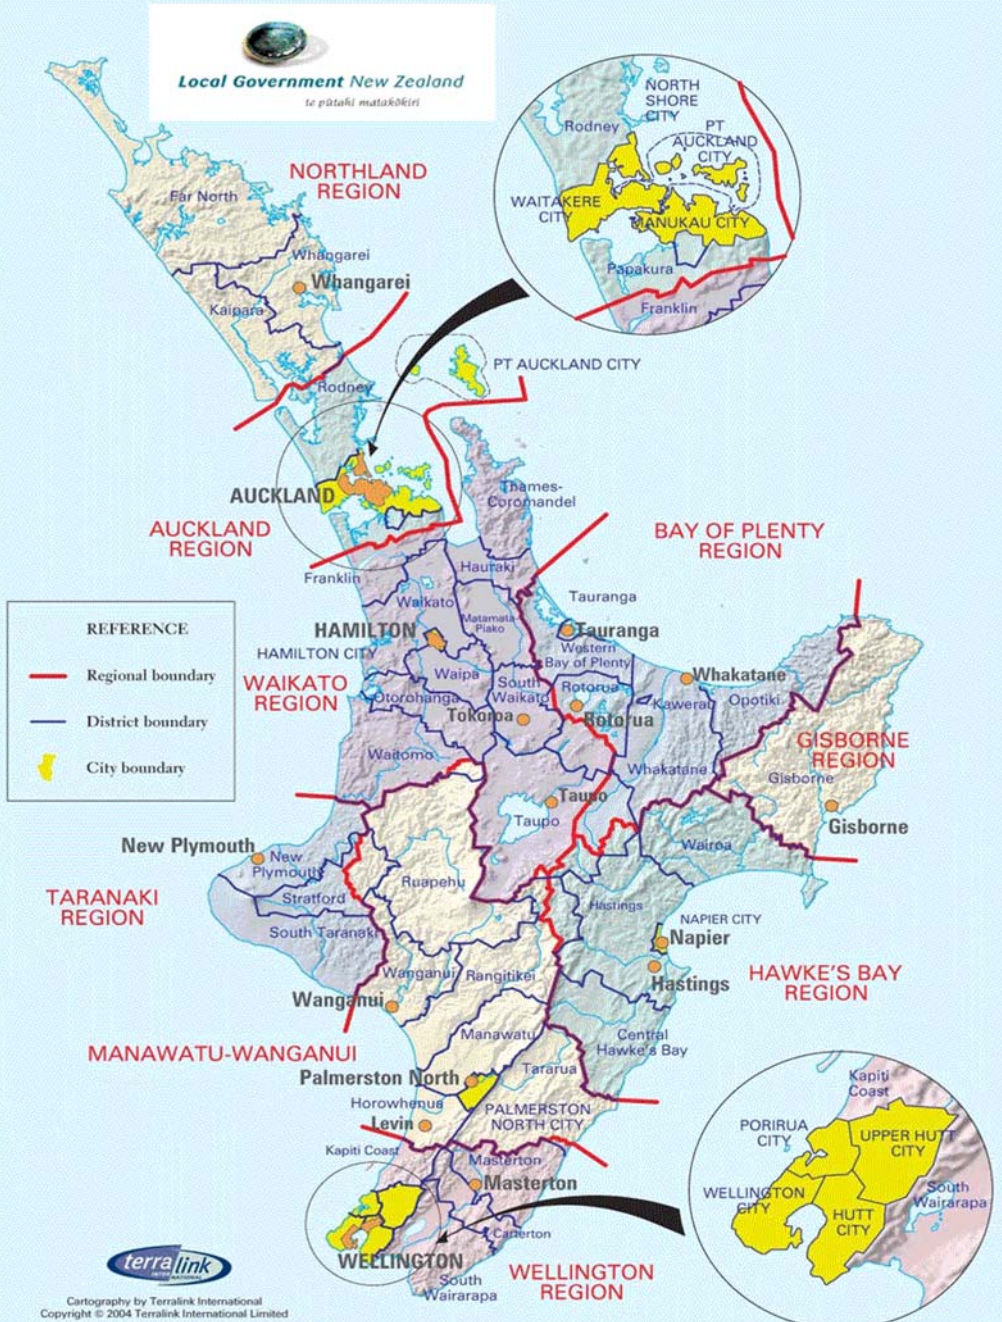 Local Government New Zealand
te pūtahi matakōkiri
NORTH
SHORE
CITY
Rodney
PT
AUCKLAND
CITY
WAITAKERE
CITY
MANUKAU CITY
Papakura
Franklin
NORTHLAND
REGION
Far North
Whangarei
Whangarei
Kaipara
Rodney
PT AUCKLAND CITY
AUCKLAND
AUCKLAND
REGION
Thames-
Coromandel
BAY OF PLENTY
REGION
Franklin
Hauraki
Waikato
Matamata-
Piako
Tauranga
Tauranga
HAMILTON
HAMILTON CITY
Western
Bay of Plenty
WAIKATO
REGION
Waipa
South
Waikato
Rotorua
Rotorua
Whakatane
Kawerau
Opotiki
Otorohanga
Tokoroa
Waitomo
Whakatane
GISBORNE
REGION
Gisborne
Gisborne
Taupo
Taupo
Wairoa
REFERENCE
Regional boundary
District boundary
City boundary
New Plymouth
New
Plymouth
TARANAKI
REGION
Stratford
South Taranaki
Ruapehu
Hastings
NAPIER CITY
Napier
Hastings
HAWKE'S BAY
REGION
Wanganui
Rangitikei
Wanganui
MANAWATU-WANGANUI
Manawatu
Central
Hawke's Bay
Tararua
Palmerston North
Horowhenua
PALMERSTON
NORTH CITY
Levin
Kapiti Coast
Masterton
Masterton
Carterton
WELLINGTON
South
Wairarapa
WELLINGTON
REGION
Kapiti
Coast
PORIRUA
CITY
UPPER HUTT
CITY
WELLINGTON
CITY
HUTT
CITY
South
Wairarapa
terralink
INTERNATIONAL
Cartography by Terralink International
Copyright © 2004 Terralink International Limited